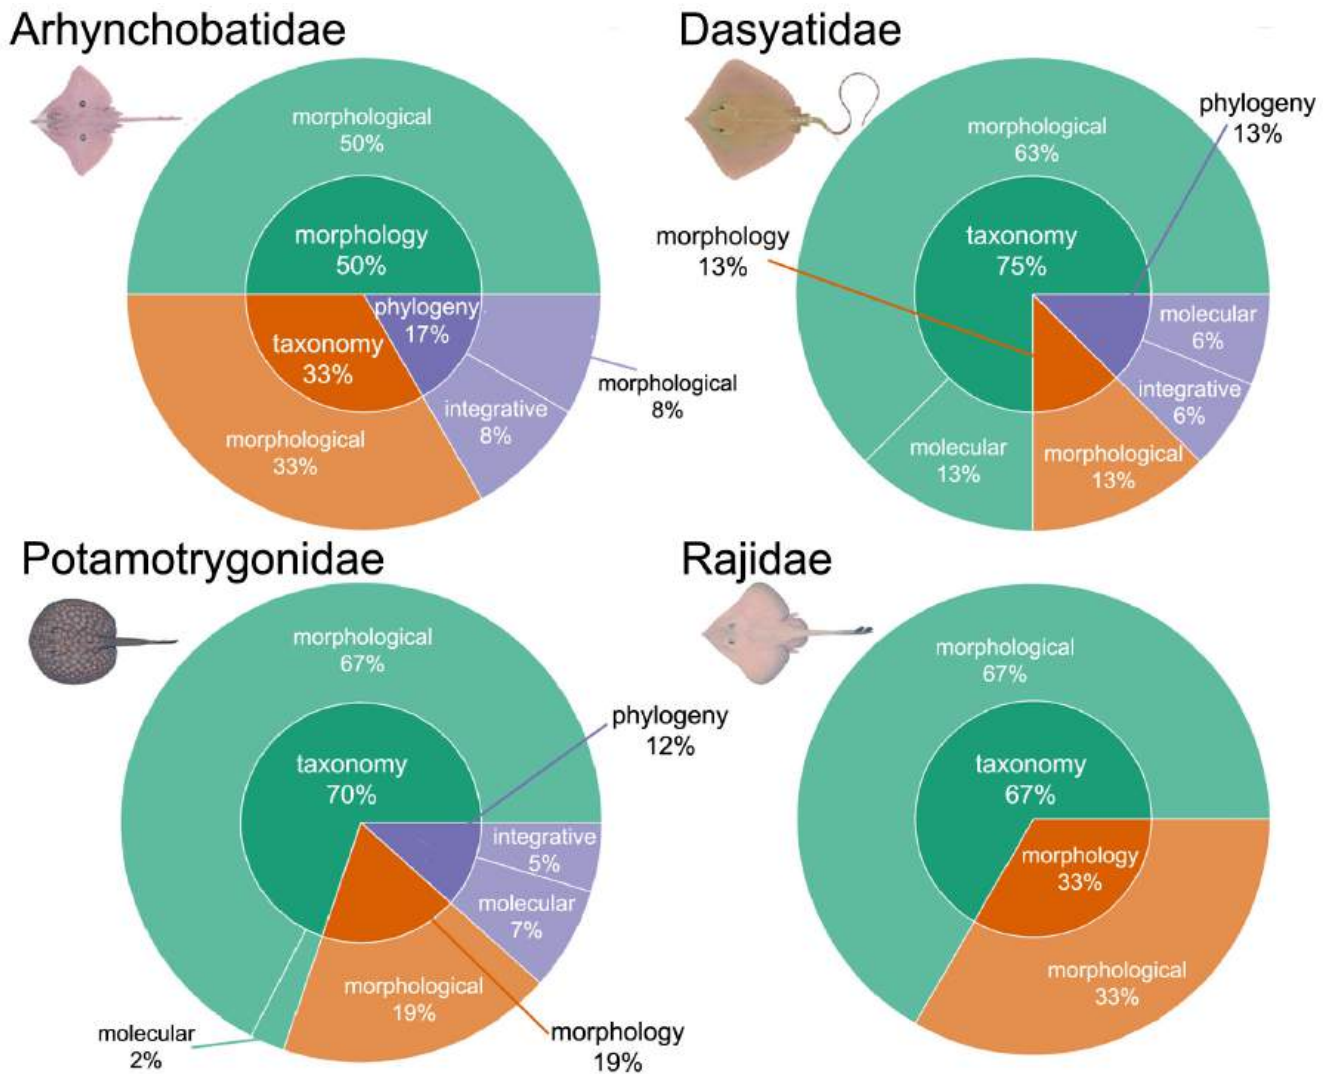 Arhynchobatidae
morphological
50%
morphology
50%
phylogeny
17%
taxonomy
33%
morphological
8%
integrative
8%
morphological
33%
Dasyatidae
phylogeny
13%
morphological
63%
morphology
13%
taxonomy
75%
molecular
6%
integrative
6%
molecular
13%
morphological
13%
Potamotrygonidae
morphological
67%
phylogeny
12%
taxonomy
70%
integrative
5%
molecular
7%
morphological
19%
molecular
2%
morphology
19%
Rajidae
morphological
67%
taxonomy
67%
morphology
33%
morphological
33%